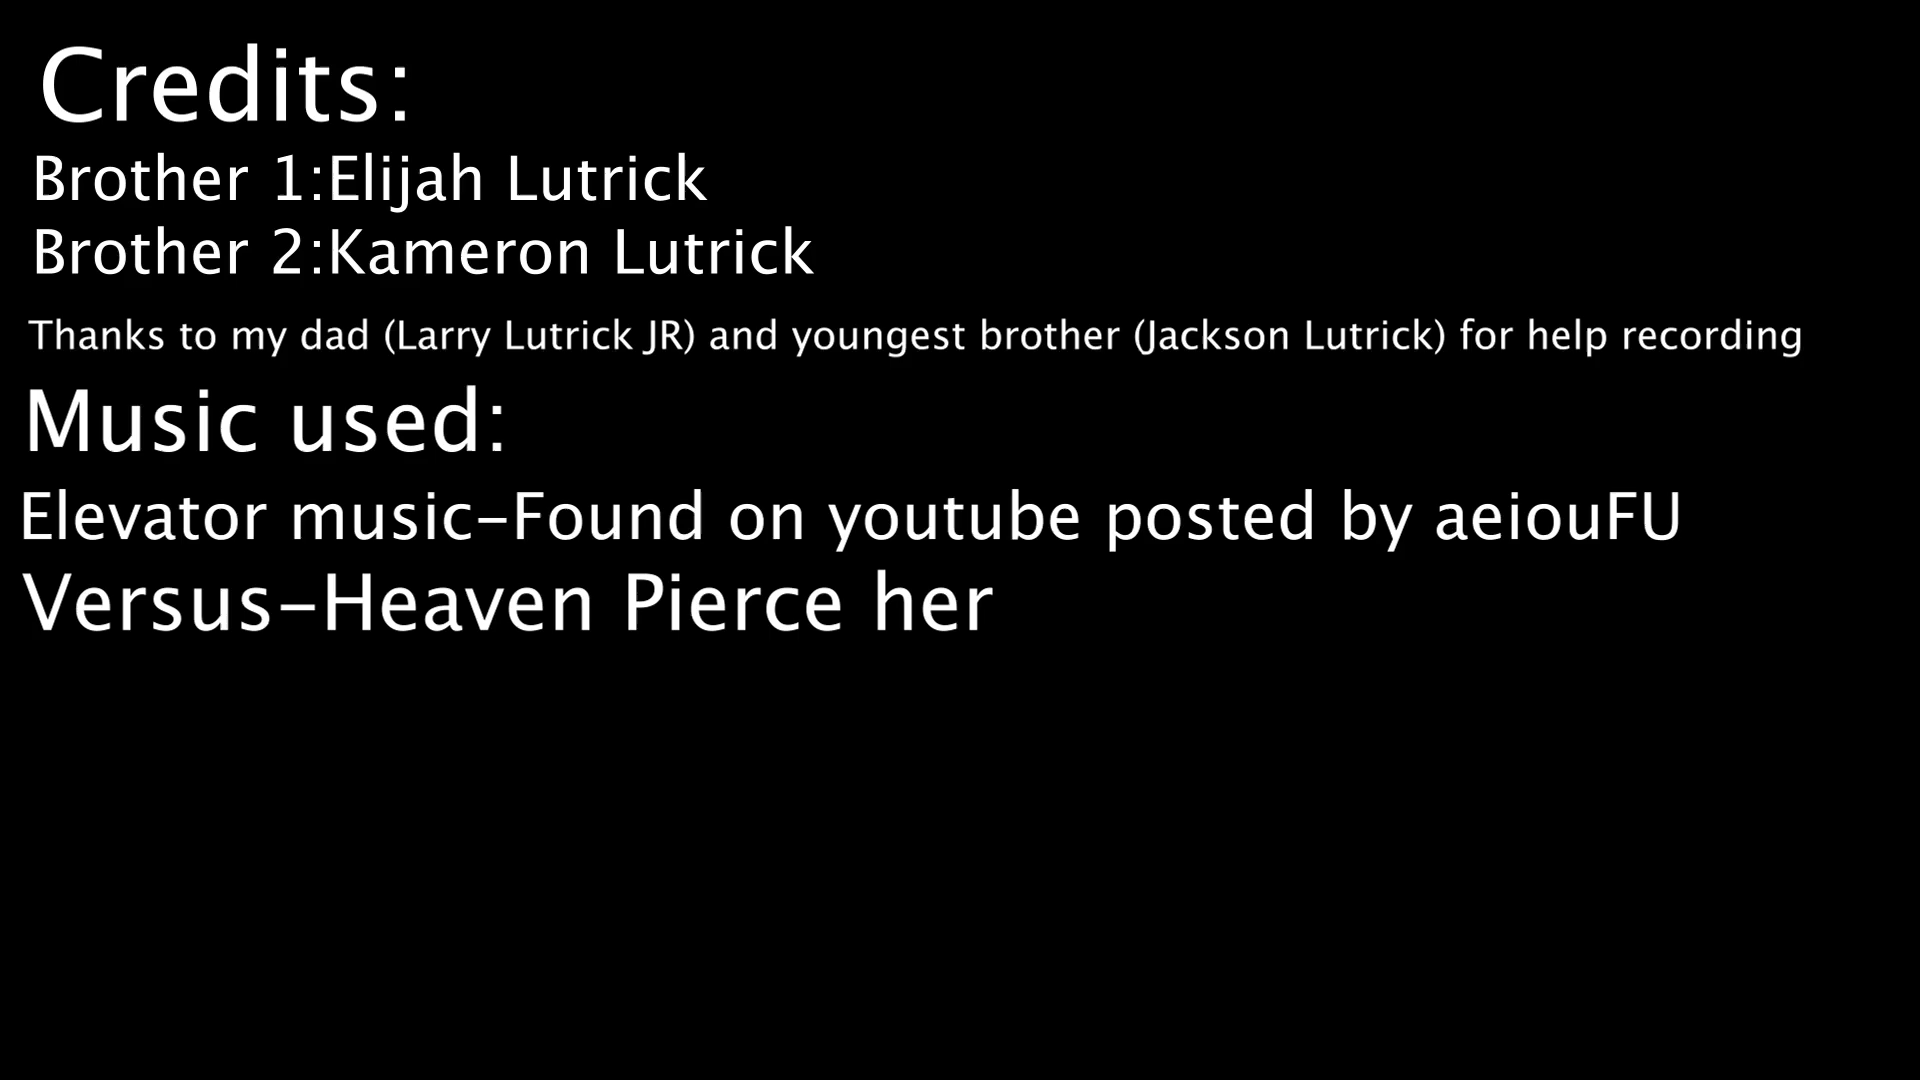 Credits:
Brother 1:Elijah Lutrick
Brother 2:Kameron Lutrick
Thanks to my dad (Larry Lutrick JR) and youngest brother (Jackson Lutrick) for help recording
Music used:
Elevator music-Found on youtube posted by aeiouFU
Versus-Heaven Pierce her